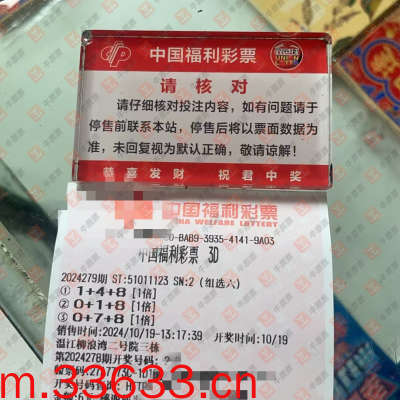 中国福利彩票
请 核 对
请仔细核对投注内容，如有问题请于
停售前联系本站，停售后将以票面数据为
准，未回复视为默认正确，敬请谅解！
恭喜发财 祝君中奖
中国福利彩票
CHINA WELFARE LOTTERY
0-BAB9-3935-4141-9A03
中国福利彩票 3D
2024279期 ST:51011123 SN:2 (组选六)
① 1+4+8 [1倍]
② 0+1+8 [1倍]
③ 0+7+8 [1倍]
销售时间:2024/10/19-13:17:39 开奖时间:10/19
温江柳浪湾二号院三栋
第2024278期开奖号码:
m.33633.cn